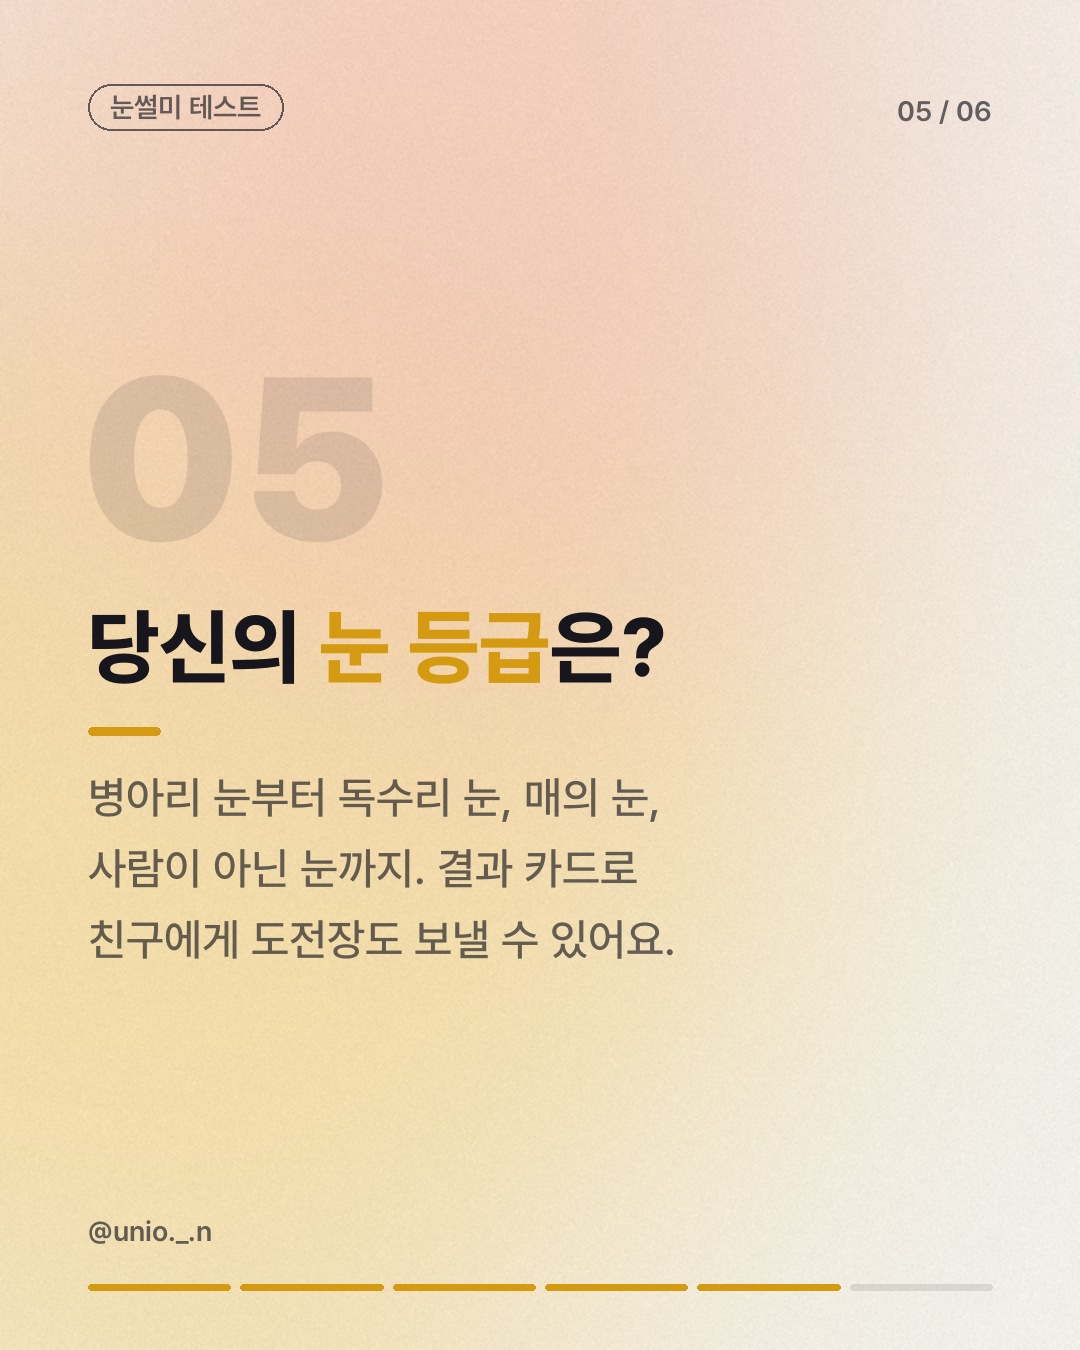 눈썰미 테스트
05 / 06
05
당신의 눈 등급은?
병아리 눈부터 독수리 눈, 매의 눈,
사람이 아닌 눈까지. 결과 카드로
친구에게 도전장도 보낼 수 있어요.
@unio._.n